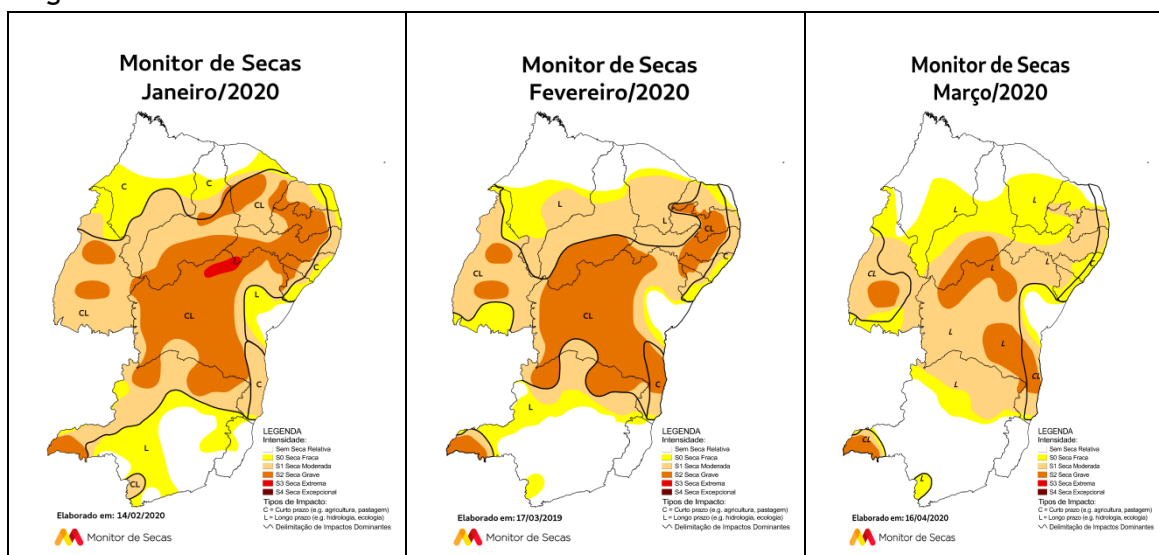 Monitor de Secas
Janeiro/2020
C
C
CL
L
C
L
CL
CL
C
L
CL
LEGENDA
Intensidade:
Sem Seca Relativa
S0 Seca Fraca
S1 Seca Moderada
S2 Seca Grave
S3 Seca Extrema
S4 Seca Excepcional
Tipos de Impacto:
C = Curto prazo (e.g. agricultura, pastagem)
L = Longo prazo (e.g. hidrologia, ecologia)
Delimitação de Impactos Dominantes
Elaborado em: 14/02/2020
Monitor de Secas
Monitor de Secas
Fevereiro/2020
L
L
CL
CL
C
CL
C
L
LEGENDA
Intensidade:
Sem Seca Relativa
S0 Seca Fraca
S1 Seca Moderada
S2 Seca Grave
S3 Seca Extrema
S4 Seca Excepcional
Tipos de Impacto:
C = Curto prazo (e.g. agricultura, pastagem)
L = Longo prazo (e.g. hidrologia, ecologia)
Delimitação de Impactos Dominantes
Elaborado em: 17/03/2019
Monitor de Secas
Monitor de Secas
Março/2020
L
L
L
CL
L
C
L
CL
L
CL
L
LEGENDA
Intensidade:
Sem Seca Relativa
S0 Seca Fraca
S1 Seca Moderada
S2 Seca Grave
S3 Seca Extrema
S4 Seca Excepcional
Tipos de Impacto:
C = Curto prazo (e.g. agricultura, pastagem)
L = Longo prazo (e.g. hidrologia, ecologia)
Delimitação de Impactos Dominantes
Elaborado em: 16/04/2020
Monitor de Secas